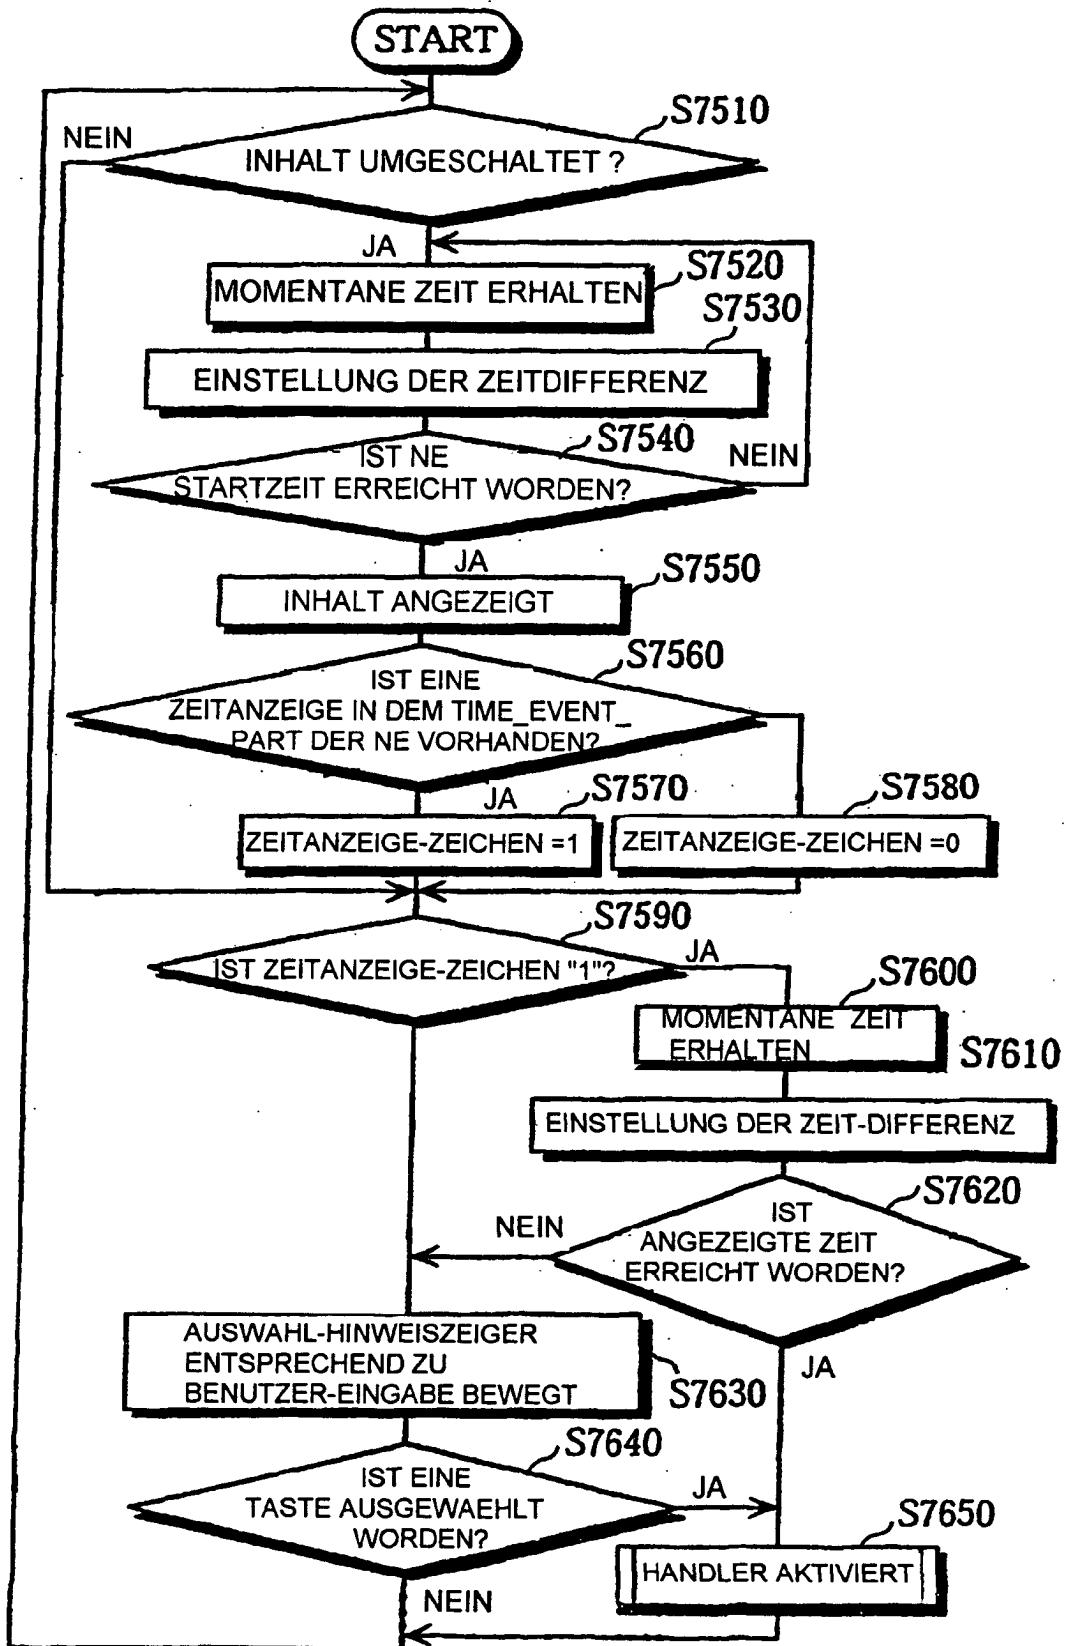 START
S7510
NEIN
INHALT UMGESCHALTET ?
JA
S7520
MOMENTANE ZEIT ERHALTEN
S7530
EINSTELLUNG DER ZEITDIFFERENZ
S7540
IST NE
STARTZEIT ERREICHT WORDEN?
NEIN
JA
S7550
INHALT ANGEZEIGT
S7560
IST EINE
ZEITANZEIGE IN DEM TIME_EVENT_
PART DER NE VORHANDEN?
JA
S7570
S7580
ZEITANZEIGE-ZEICHEN =1
ZEITANZEIGE-ZEICHEN =0
S7590
IST ZEITANZEIGE-ZEICHEN "1"?
JA
S7600
MOMENTANE ZEIT
ERHALTEN
S7610
EINSTELLUNG DER ZEIT-DIFFERENZ
S7620
IST
ANGEZEIGTE ZEIT
ERREICHT WORDEN?
NEIN
JA
AUSWAHL-HINWEISZEIGER
ENTSPRECHEND ZU
BENUTZER-EINGABE BEWEGT
S7630
S7640
IST EINE
TASTE AUSGEWAEHLT
WORDEN?
JA
S7650
HANDLER AKTIVIERT
NEIN